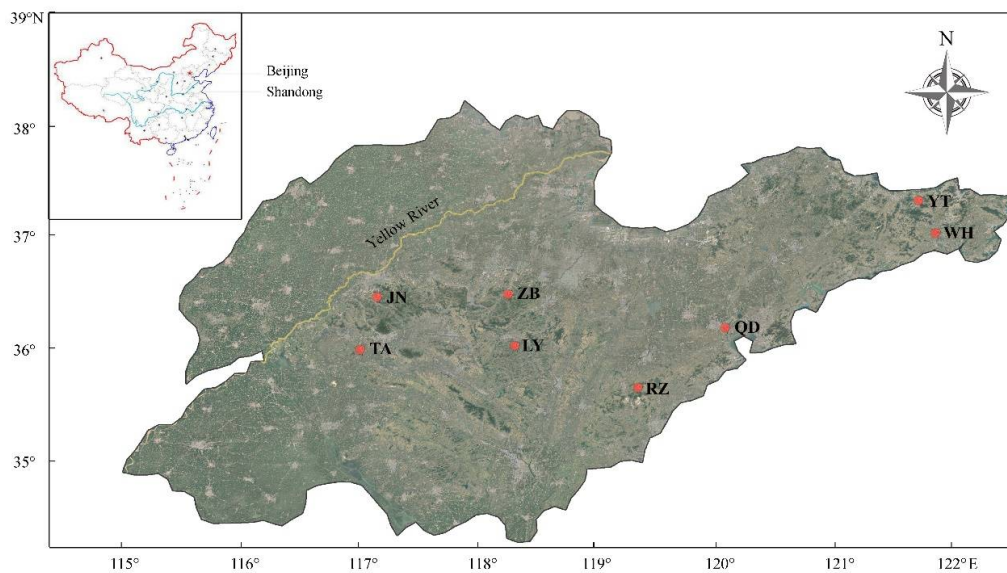 39°N
38°
37°
36°
35°
Beijing
Shandong
N
Yellow River
YT
WH
JN
ZB
QD
TA
LY
RZ
115°
116°
117°
118°
119°
120°
121°
122°E